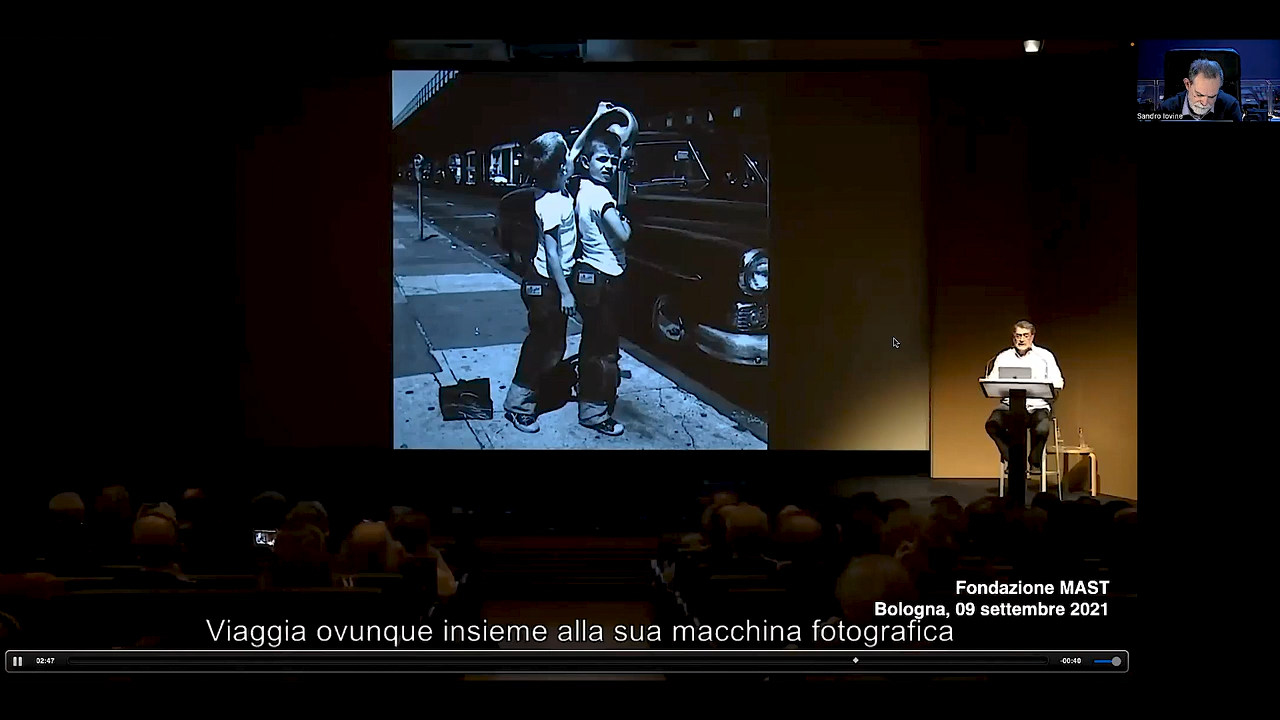 Sandro Iovine
Fondazione MAST
Bologna, 09 settembre 2021
Viaggia ovunque insieme alla sua macchina fotografica
02:47
-00:40